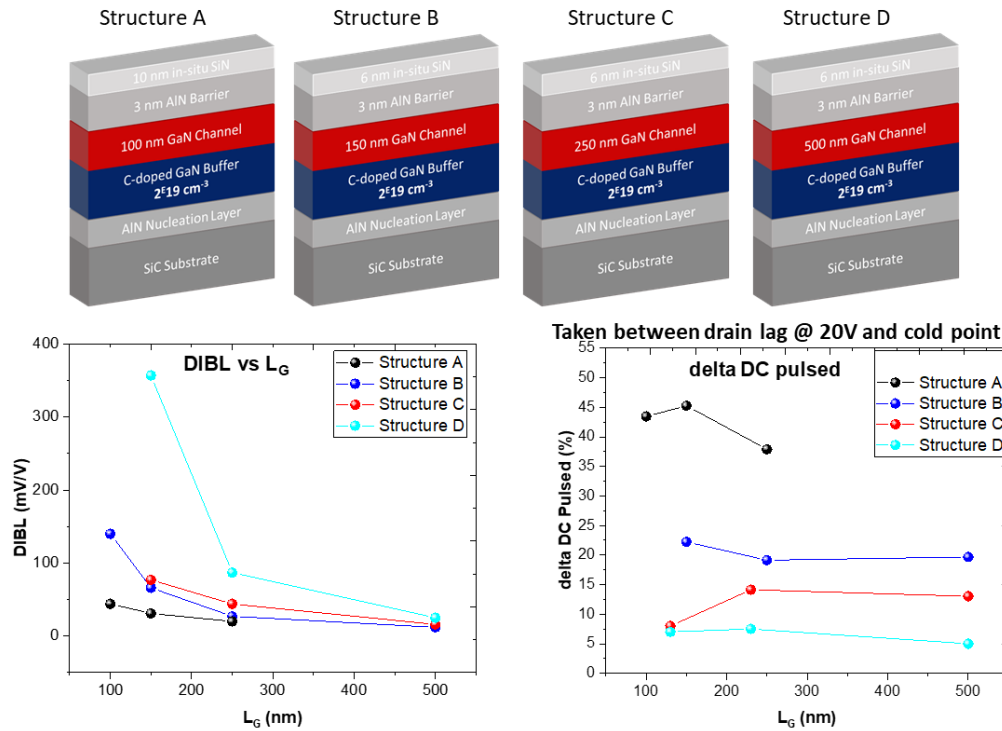 Structure A
Structure B
Structure C
Structure D
10 nm in-situ SiN
3 nm AlN Barrier
100 nm GaN Channel
C-doped GaN Buffer
2ᴱ19 cm⁻³
AlN Nucleation Layer
SiC Substrate
6 nm in-situ SiN
3 nm AlN Barrier
150 nm GaN Channel
C-doped GaN Buffer
2ᴱ19 cm⁻³
AlN Nucleation Layer
SiC Substrate
6 nm in-situ SiN
3 nm AlN Barrier
250 nm GaN Channel
C-doped GaN Buffer
2ᴱ19 cm⁻³
AlN Nucleation Layer
SiC Substrate
6 nm in-situ SiN
3 nm AlN Barrier
500 nm GaN Channel
C-doped GaN Buffer
2ᴱ19 cm⁻³
AlN Nucleation Layer
SiC Substrate
DIBL vs LG
Structure A
Structure B
Structure C
Structure D
400
300
200
100
0
DIBL (mV/V)
100
200
300
400
500
LG (nm)
Taken between drain lag @ 20V and cold point
delta DC pulsed
Structure A
Structure B
Structure C
Structure D
55
50
45
40
35
30
25
20
15
10
5
0
delta DC Pulsed (%)
100
200
300
400
500
LG (nm)